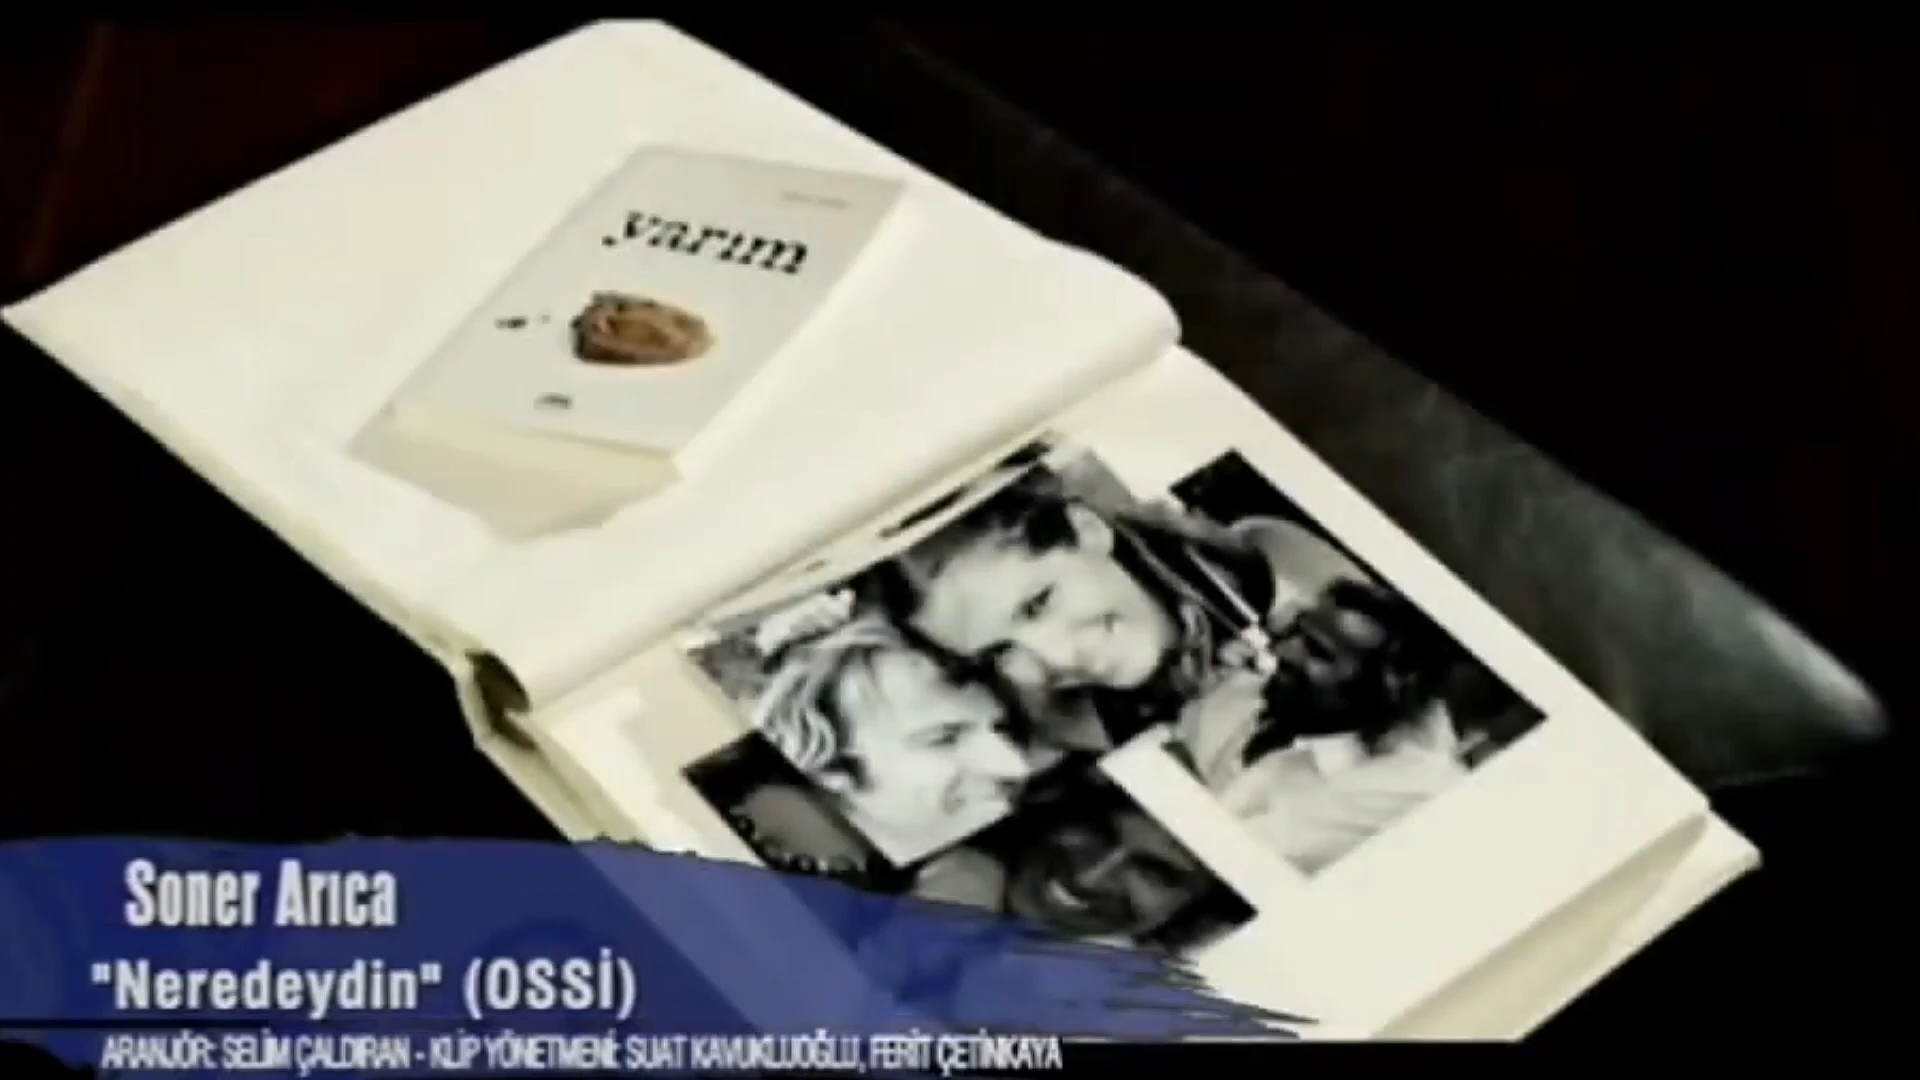 yarım
Soner Arıca
"Neredeydin" (OSSİ)
ARANJÖR: SELİM ÇALDIRAN - KLİP YÖNETMENİ: SUAT KAVUKLUOĞLU, FERİT ÇETİNKAYA